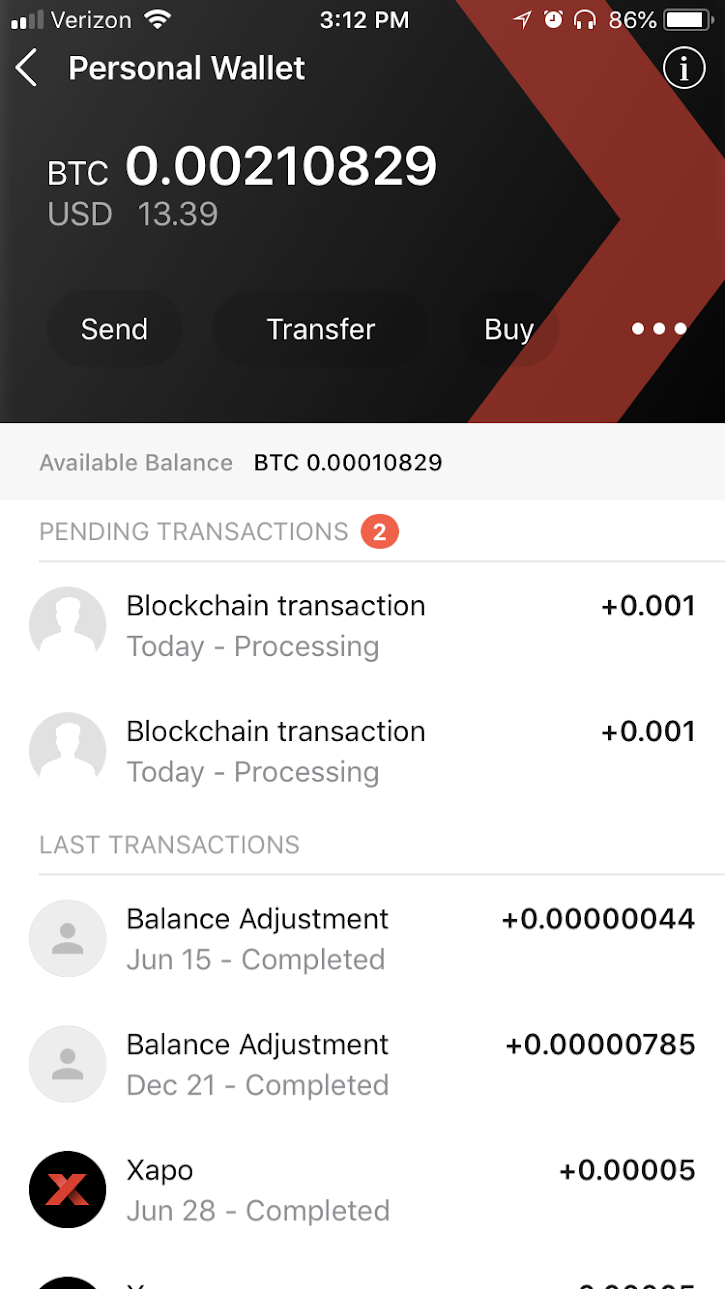 Verizon 3:12 PM 86%
Personal Wallet
BTC 0.00210829
USD 13.39
Send Transfer Buy
Available Balance BTC 0.00010829
PENDING TRANSACTIONS 2
Blockchain transaction +0.001
Today - Processing
Blockchain transaction +0.001
Today - Processing
LAST TRANSACTIONS
Balance Adjustment +0.00000044
Jun 15 - Completed
Balance Adjustment +0.00000785
Dec 21 - Completed
Xapo +0.00005
Jun 28 - Completed